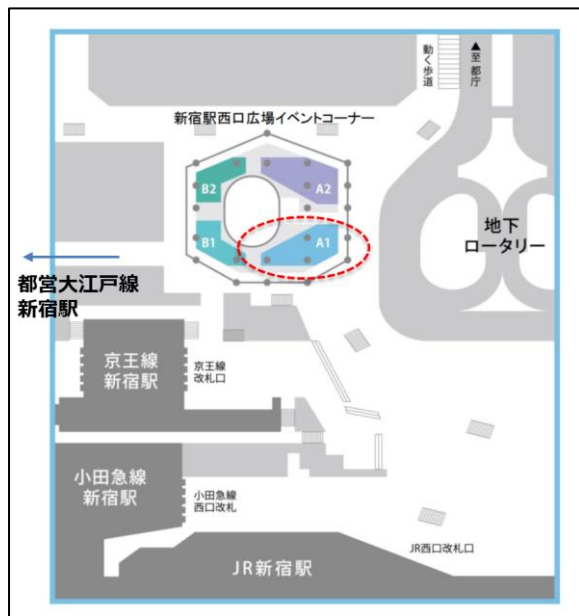 動く歩道
▲至 都庁
新宿駅西口広場イベントコーナー
B2
A2
B1
A1
地下
ロータリー
都営大江戸線
新宿駅
京王線
新宿駅
京王線
改札口
小田急線
新宿駅
小田急線
西口改札
JR西口改札口
JR新宿駅